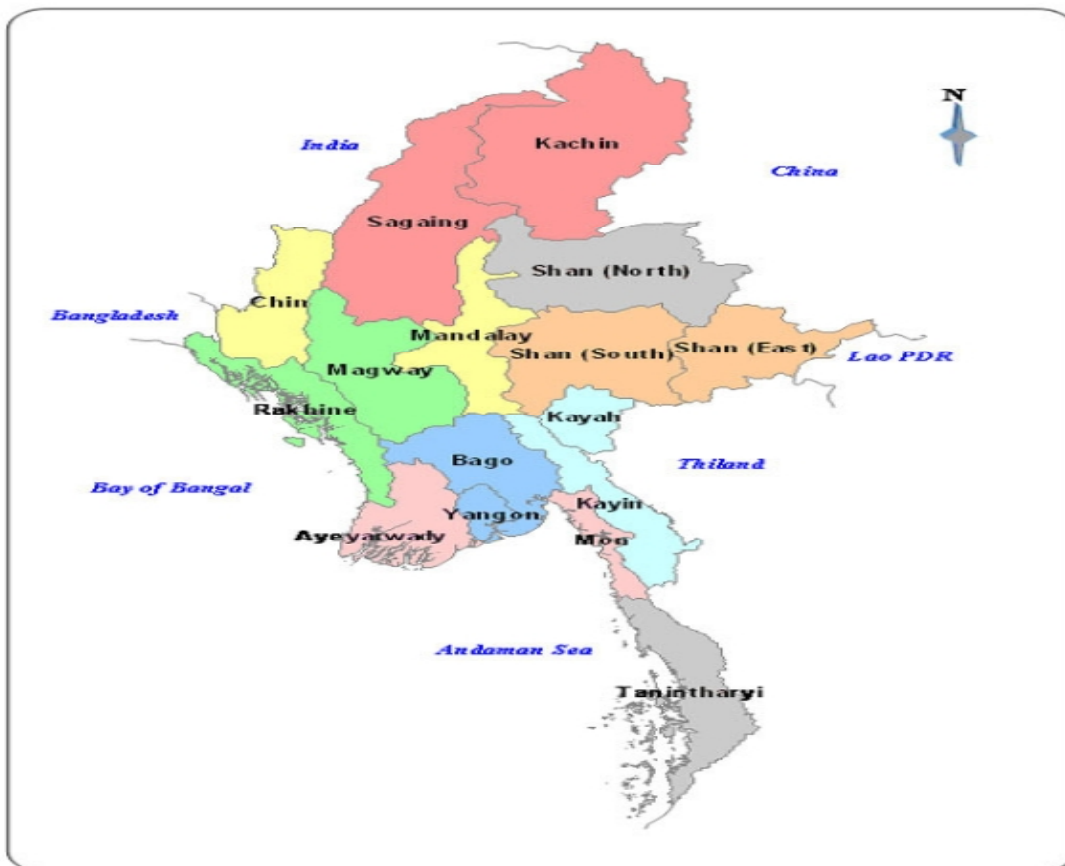 N
India
Kachin
China
Sagaing
Shan (North)
Chin
Bangladesh
Mandalay
Shan (South)
Shan (East)
Lao PDR
Magway
Rakhine
Kayah
Bago
Thiland
Bay of Bangal
Kayin
Yangon
Ayeyarwady
Mon
Andaman Sea
Tanintharyi